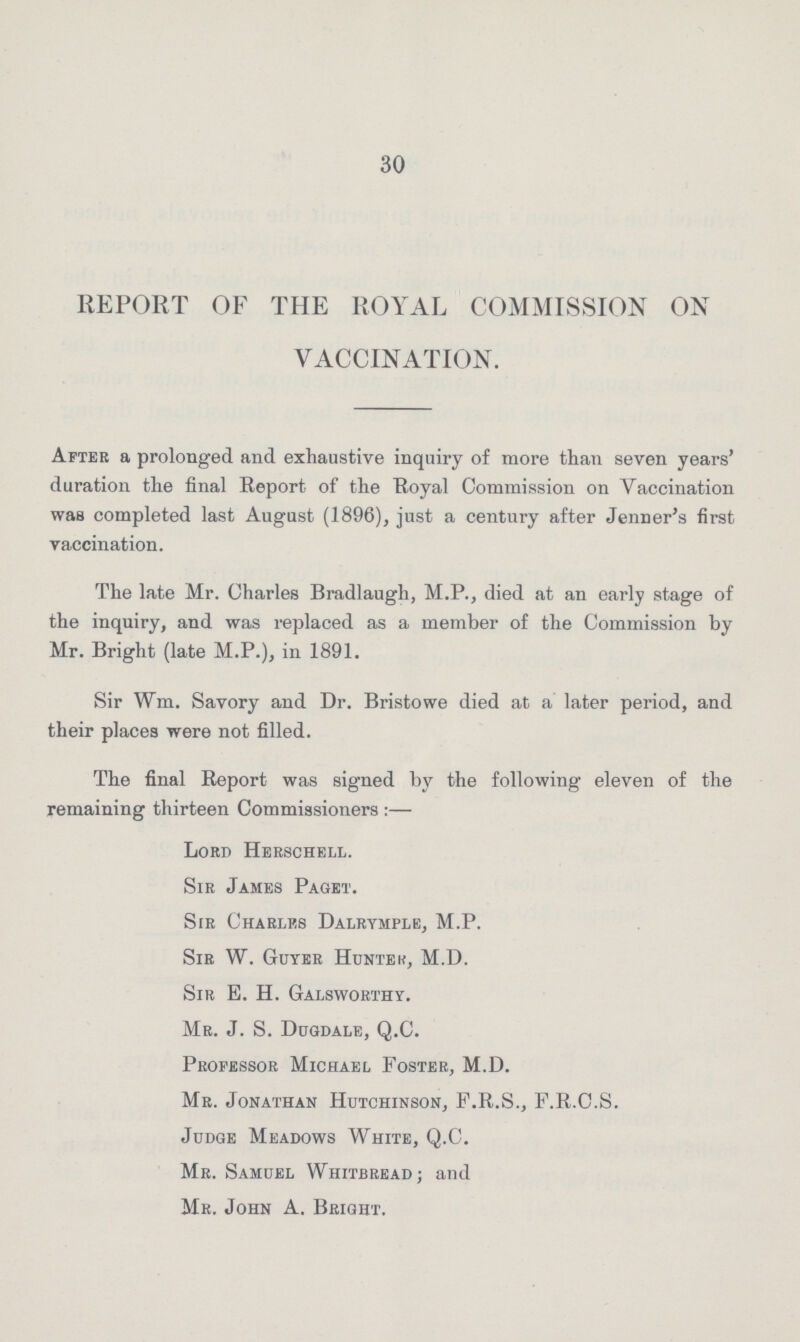 30
REPORT OF THE ROYAL COMMISSION ON
VACCINATION.
After a prolonged and exhaustive inquiry of more than seven years'
duration the final Report of the Royal Commission on Vaccination
was completed last August (1896), just a century after Jenner's first
vaccination.
The late Mr. Charles Bradlaugh, M.P., died at an early stage of
the inquiry, and was replaced as a member of the Commission by
Mr. Bright (late M.P.), in 1891.
Sir Wm. Savory and Dr. Bristowe died at a later period, and
their places were not filled.
The final Report was signed by the following eleven of the
remaining thirteen Commissioners :—
Lord Herschell.
Sir James Paget.
Sir Charles Dalrymple, M.P.
Sir W. Guyer Hunter, M.D.
Sir E. H. Galsworthy.
Mr. J. S. Dugdale, Q.C.
Professor Michael Foster, M.D.
Mr. Jonathan Hutchinson, F.R.S., F.R.C.S.
Judge Meadows White, Q.C.
Mr. Samuel Whitbread; and
Mr. John A. Bright.